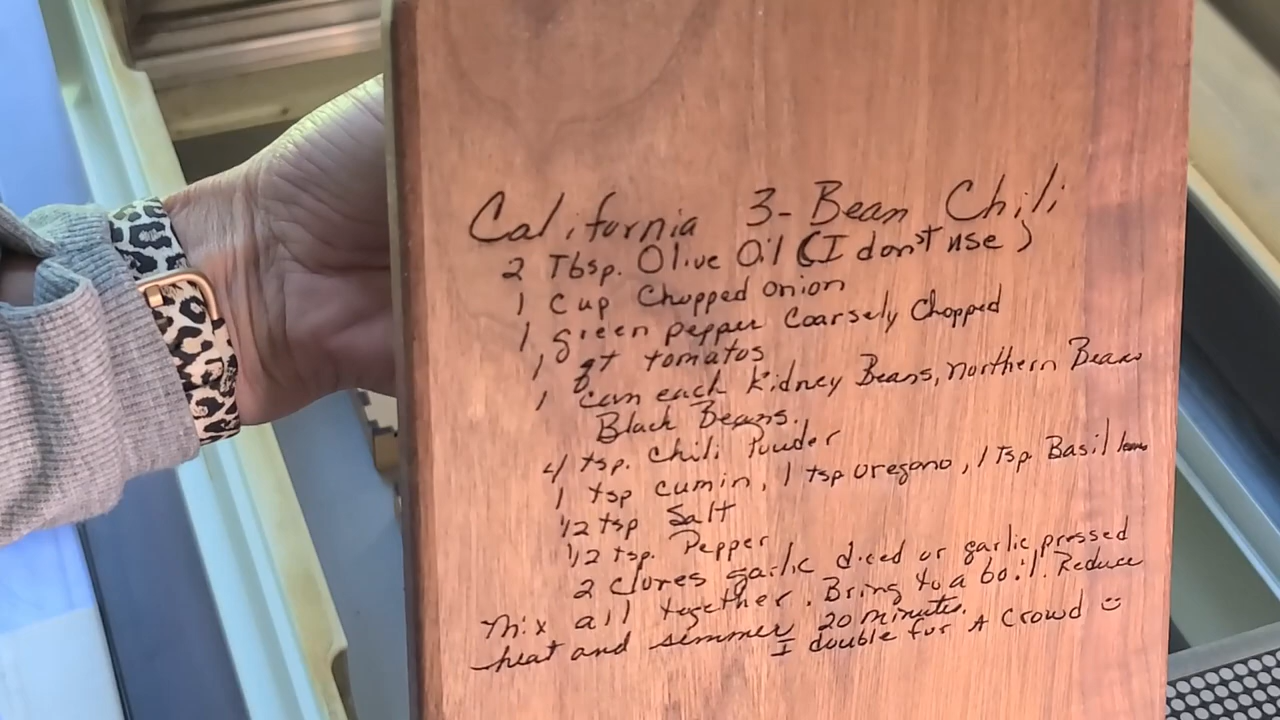 California 3-Bean Chili
2 Tbsp. Olive Oil (I don't use)
1 Cup Chopped onion
1 green pepper Coarsely Chopped
1 qt tomatos
1 can each Kidney Beans, northern Beans
Black Beans.
4 tsp. Chili Powder
1 tsp cumin, 1 tsp oregano, 1 Tsp. Basil
1/2 tsp Salt
1/2 tsp. Pepper
2 cloves garlic diced or garlic pressed
Mix all together. Bring to a boil. Reduce
heat and simmer 20 minutes.
I double for A Crowd ☺